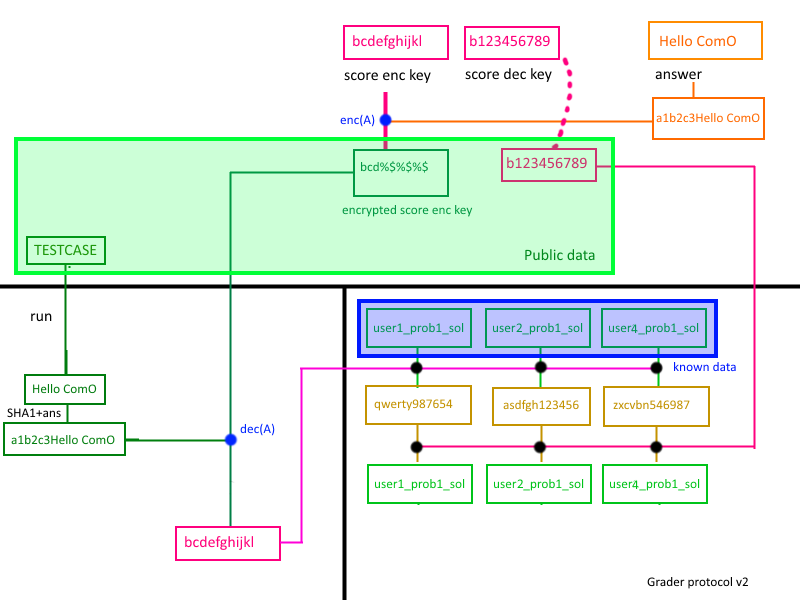 bcdefghijkl
b123456789
Hello ComO
score enc key
score dec key
answer
enc(A)
a1b2c3Hello ComO
bcd%$%$%$
b123456789
encrypted score enc key
TESTCASE
Public data
run
user1_prob1_sol
user2_prob1_sol
user4_prob1_sol
known data
Hello ComO
SHA1+ans
a1b2c3Hello ComO
dec(A)
qwerty987654
asdfgh123456
zxcvbn546987
user1_prob1_sol
user2_prob1_sol
user4_prob1_sol
bcdefghijkl
Grader protocol v2